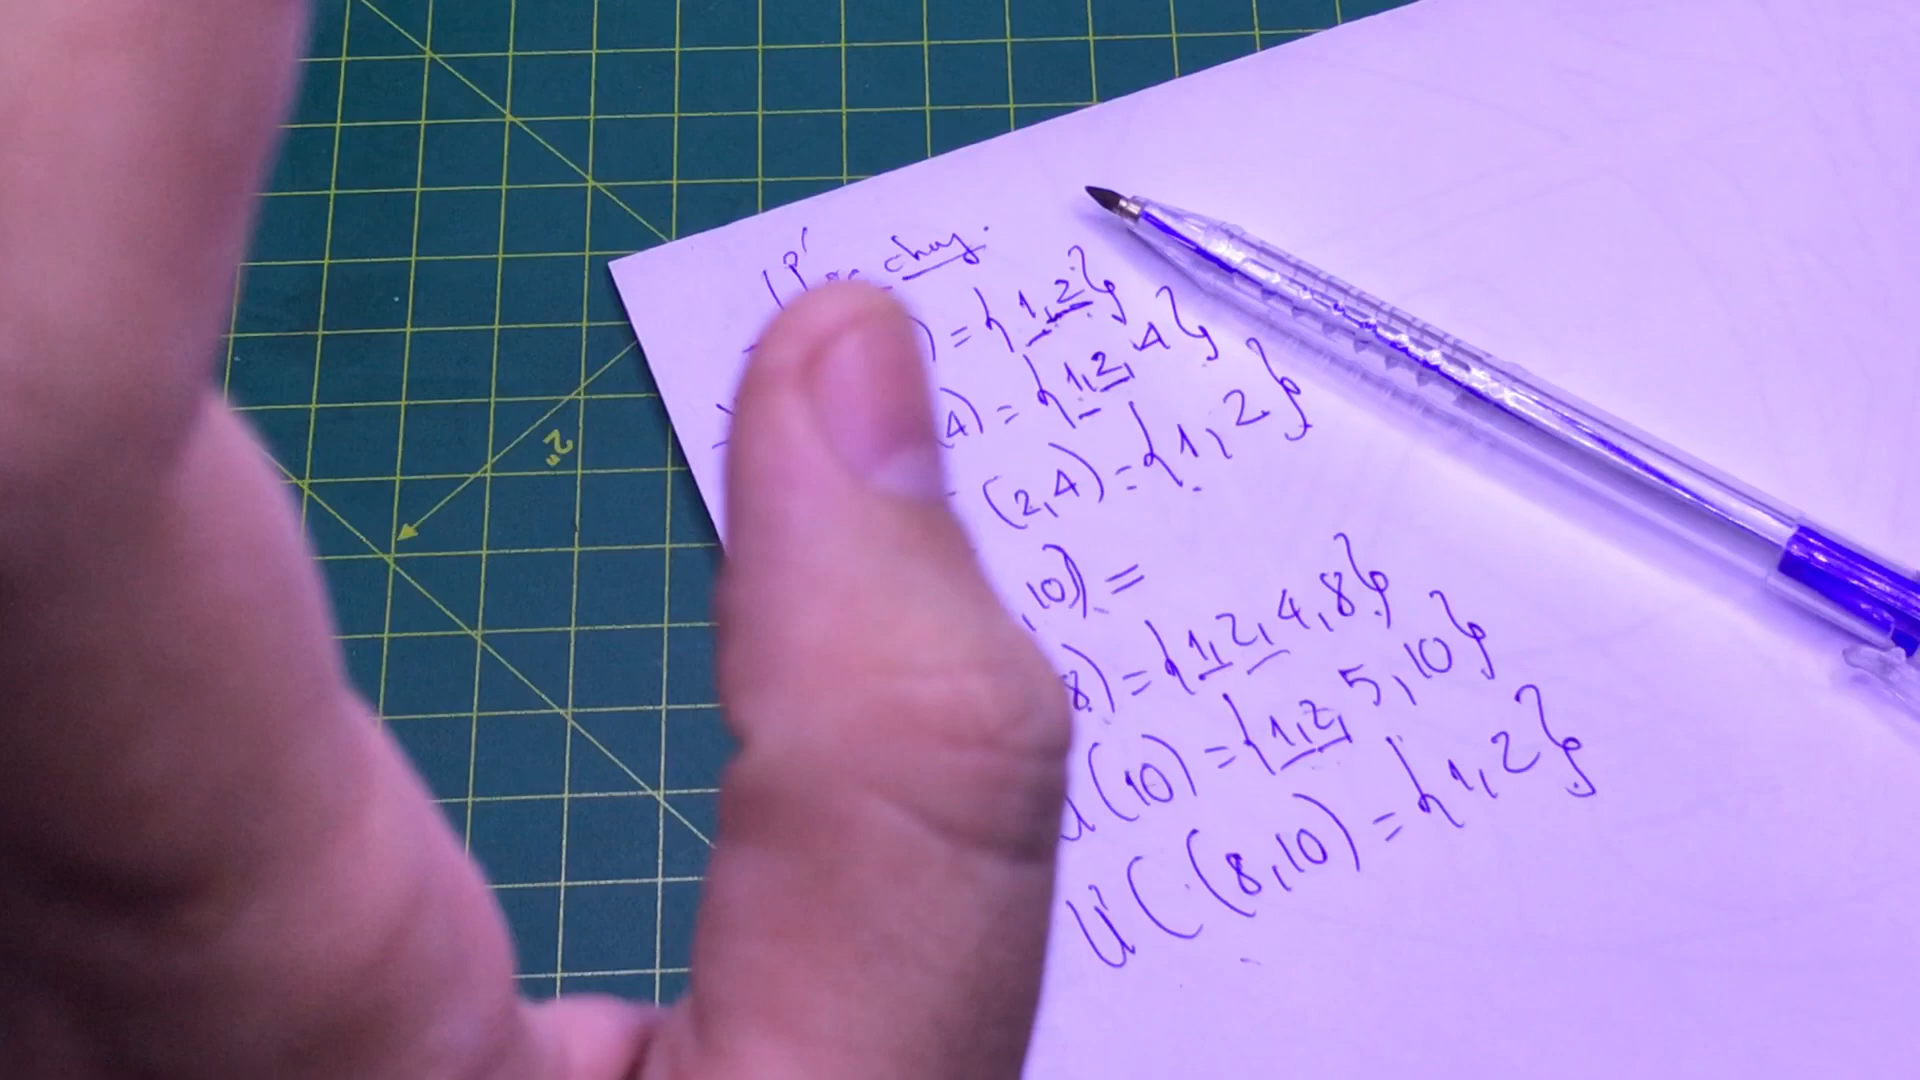 chung.
) = {1, 2}
(4) = {1, 2, 4}
(2, 4) = {1, 2}
, 10) =
8) = {1, 2, 4, 8}
Ư(10) = {1, 2, 5, 10}
ƯC(8, 10) = {1, 2}
2"